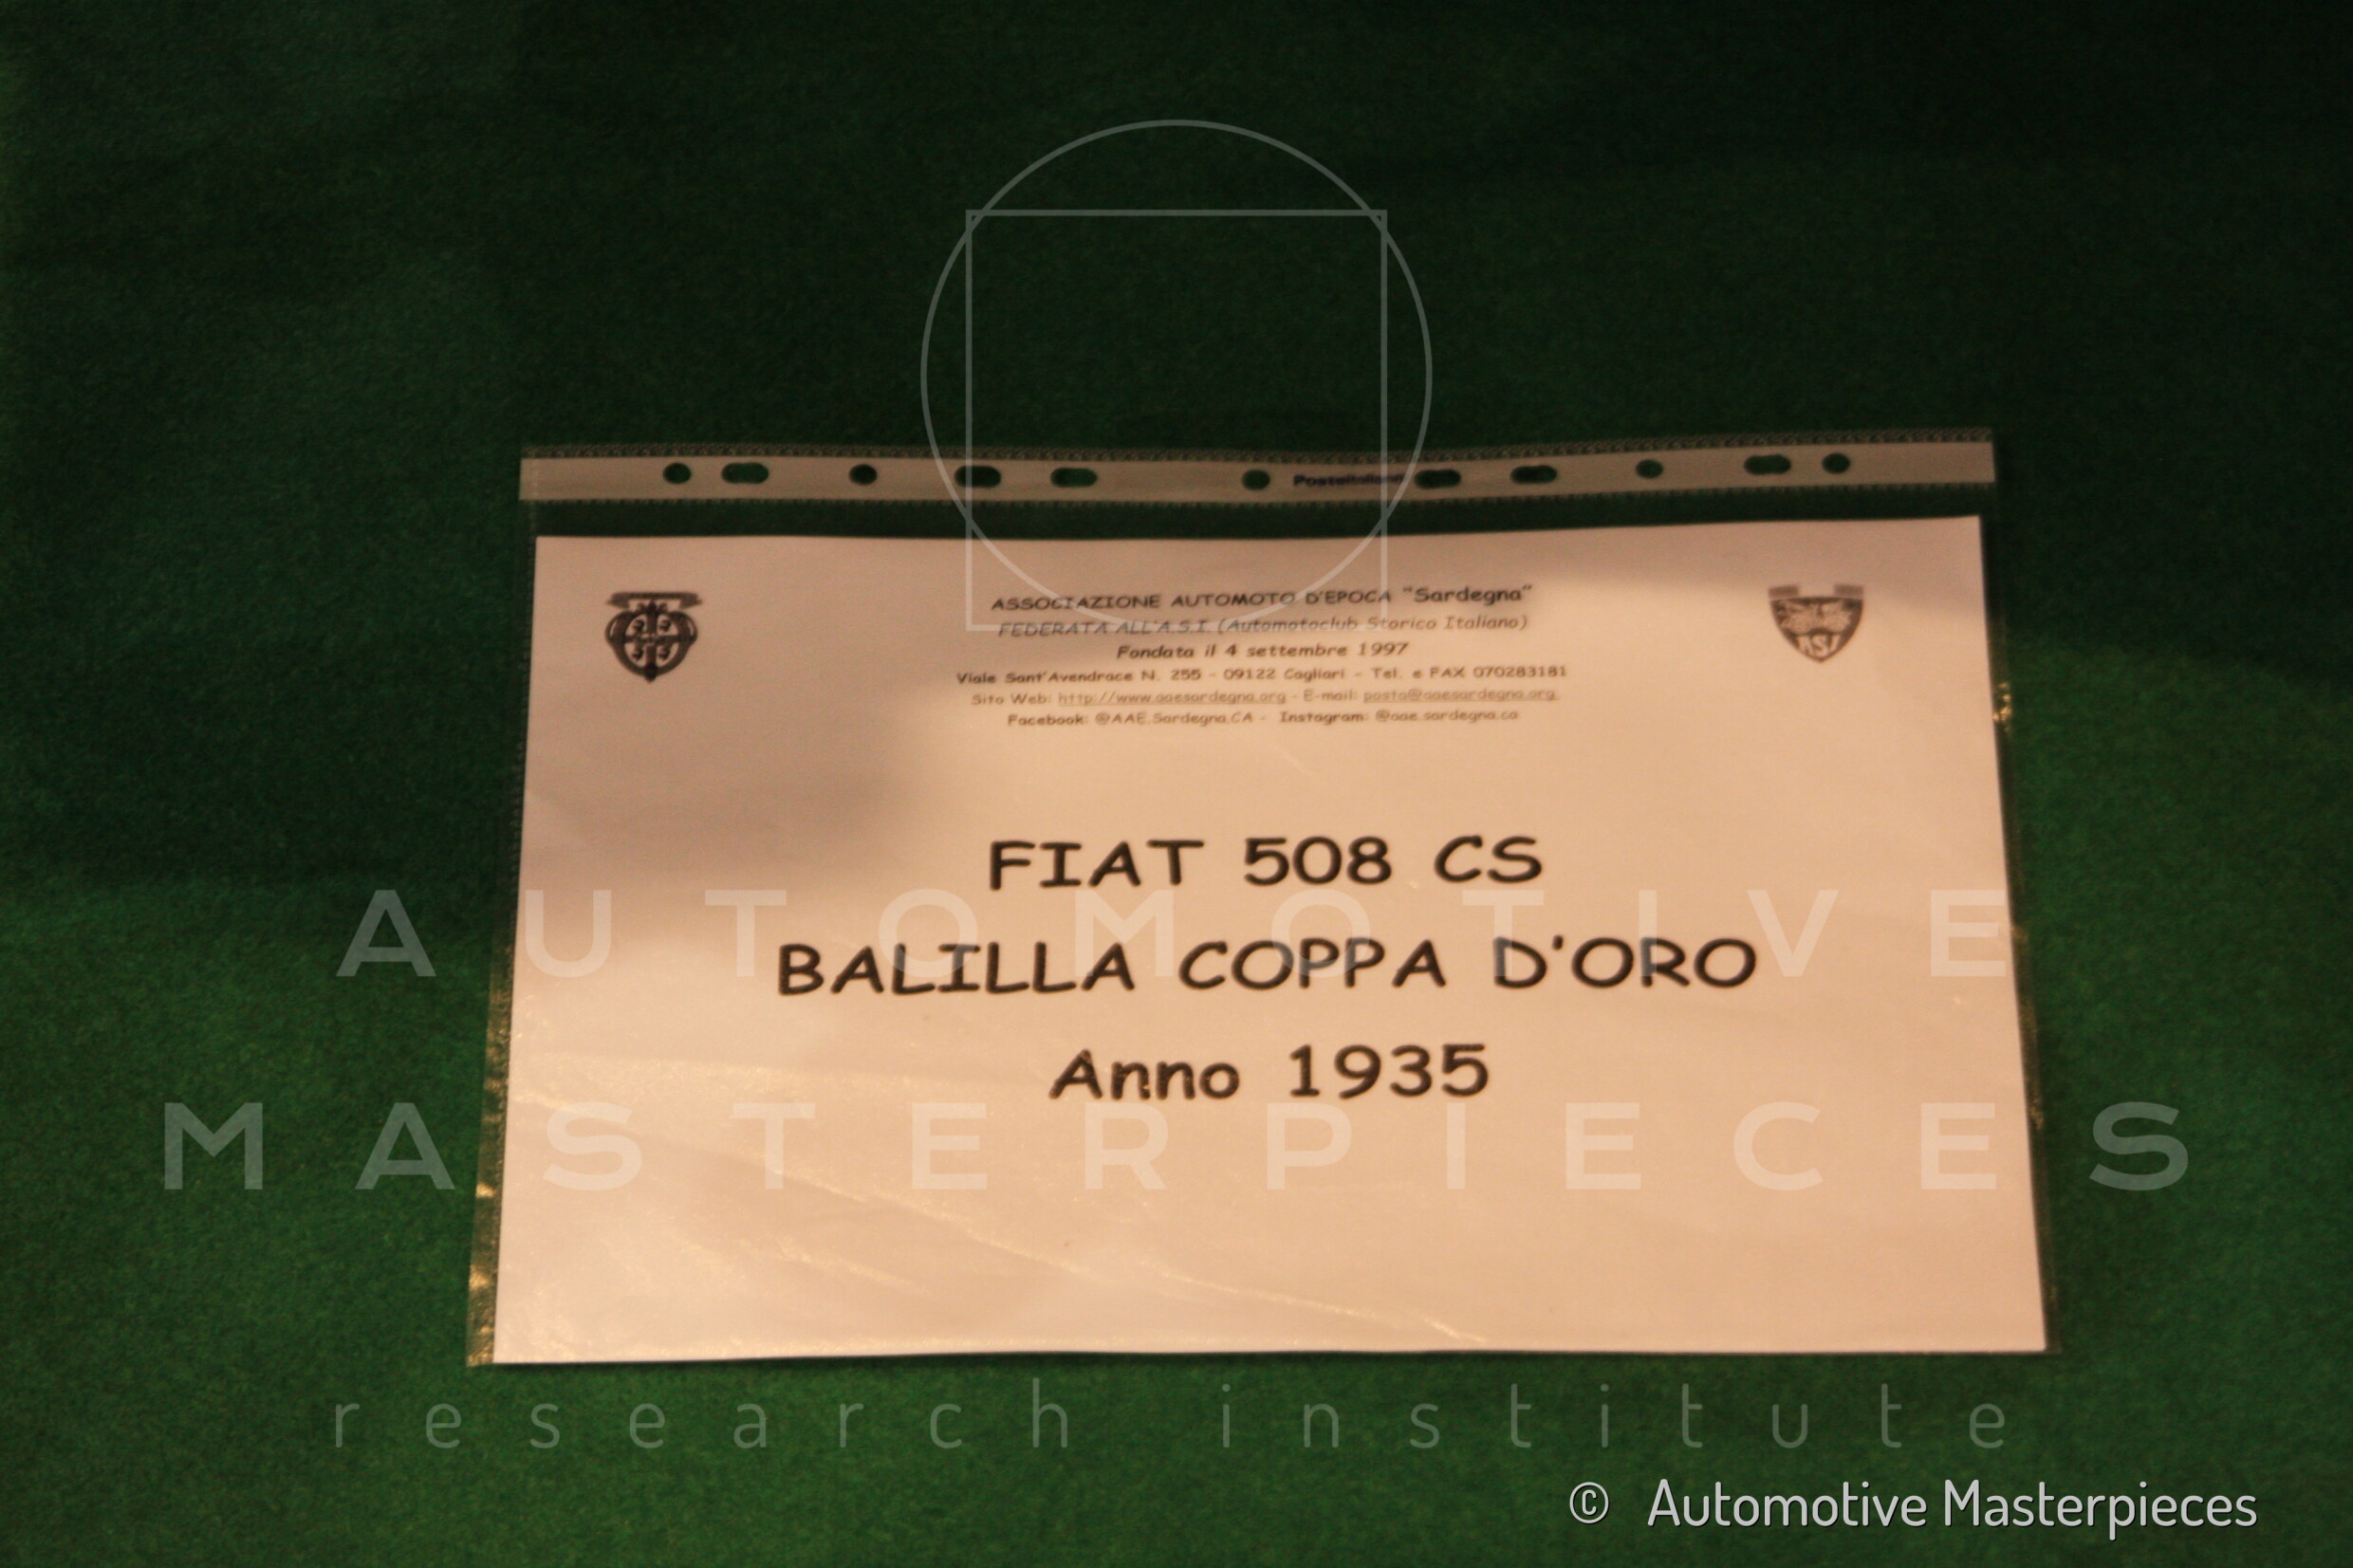 Posteitaliane
ASSOCIAZIONE AUTOMOTO D'EPOCA "Sardegna"
FEDERATA ALL'A.S.I. (Automotoclub Storico Italiano)
Fondata il 4 settembre 1997
Viale Sant'Avendrace N. 255 - 09122 Cagliari - Tel. e FAX 070283181
Sito Web: http://www.aaesardegna.org - E-mail: posta@aaesardegna.org
Facebook: @AAE.Sardegna.CA - Instagram: @aae.sardegna.ca
ASI
FIAT 508 CS
BALILLA COPPA D'ORO
Anno 1935
AUTOMOTIVE
MASTERPIECES
research institute
© Automotive Masterpieces